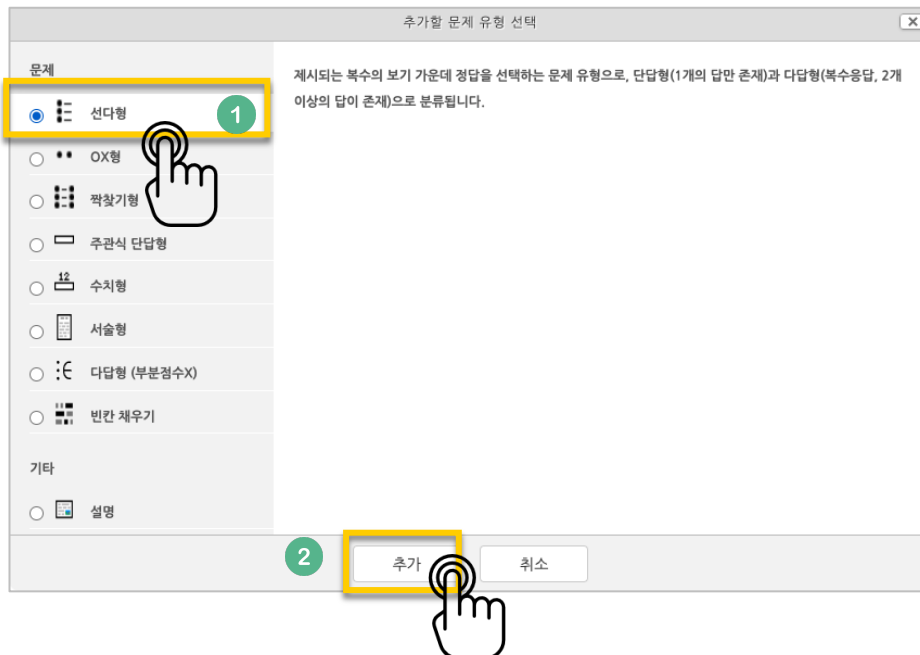 추가할 문제 유형 선택
문제
선다형
1
OX형
짝찾기형
주관식 단답형
12
수치형
서술형
다답형 (부분점수X)
빈칸 채우기
기타
설명
제시되는 복수의 보기 가운데 정답을 선택하는 문제 유형으로, 단답형(1개의 답만 존재)과 다답형(복수응답, 2개
이상의 답이 존재)으로 분류됩니다.
2
추가
취소